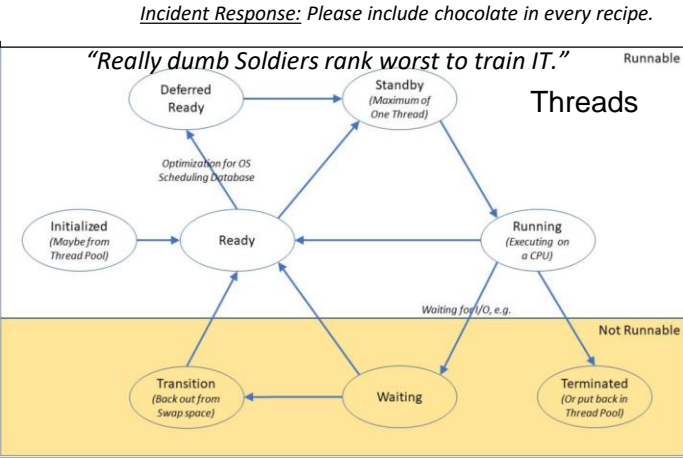 Incident Response: Please include chocolate in every recipe.
“Really dumb Soldiers rank worst to train IT.”
Runnable
Threads
Deferred
Ready
Standby
(Maximum of
One Thread)
Optimization for OS
Scheduling Database
Initialized
(Maybe from
Thread Pool)
Ready
Running
(Executing on
a CPU)
Waiting for I/O, e.g.
Not Runnable
Transition
(Back out from
Swap space)
Waiting
Terminated
(Or put back in
Thread Pool)